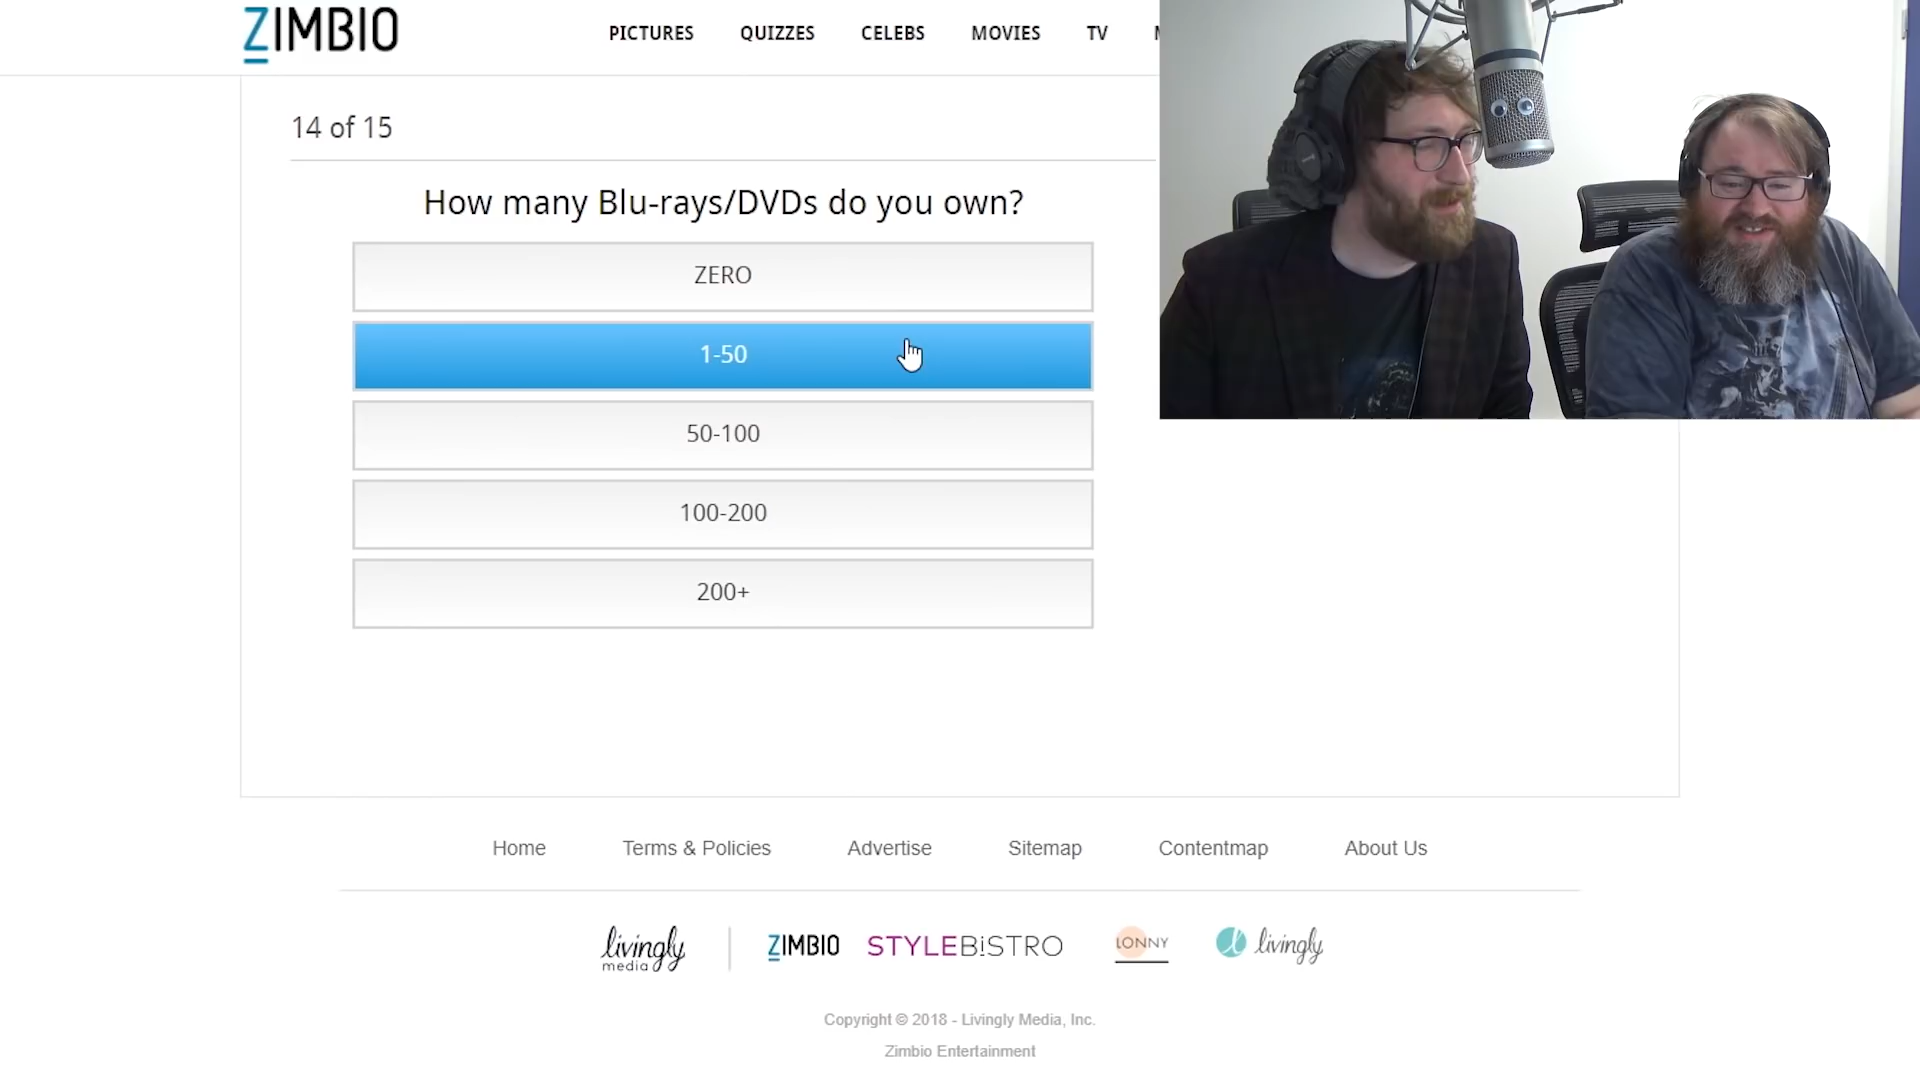 ZIMBIO
PICTURES QUIZZES CELEBS MOVIES TV
14 of 15
How many Blu-rays/DVDs do you own?
ZERO
1-50
50-100
100-200
200+
Home Terms & Policies Advertise Sitemap Contentmap About Us
livingly media ZIMBIO STYLEBiSTRO LONNY livingly
Copyright © 2018 - Livingly Media, Inc.
Zimbio Entertainment